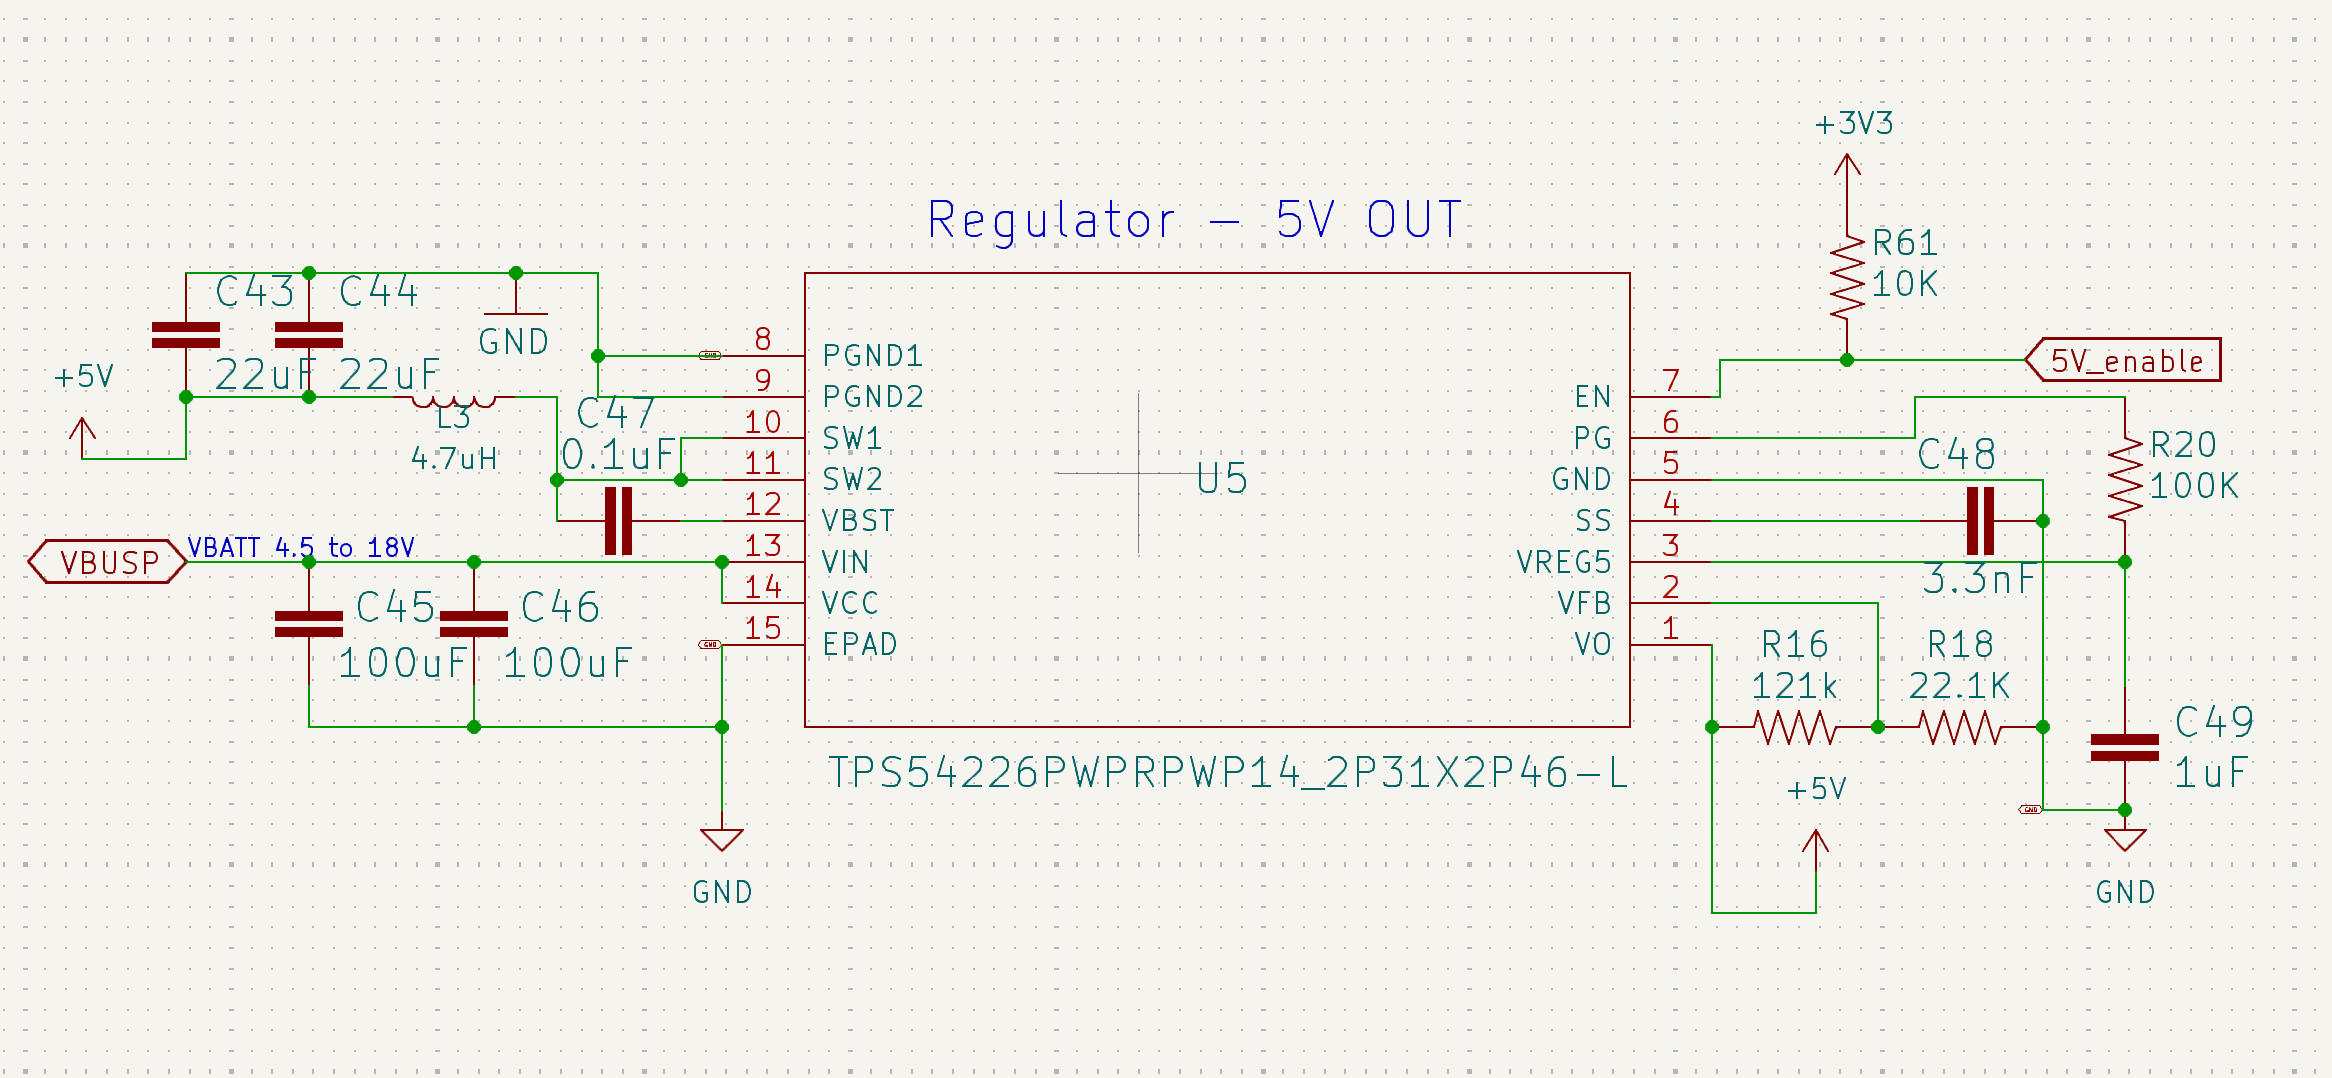 +3V3
Regulator - 5V OUT
R61
10K
C43
C44
GND
22uF
22uF
+5V
L3
4.7uH
C47
0.1uF
8
PGND1
9
PGND2
10
SW1
11
SW2
12
VBST
13
VIN
14
VCC
15
EPAD
U5
EN
7
PG
6
GND
5
SS
4
VREG5
3
VFB
2
VO
1
5V_enable
C48
3.3nF
R20
100K
VBUSP
VBATT 4.5 to 18V
C45
100uF
C46
100uF
GND
GND
R16
121k
R18
22.1K
C49
1uF
TPS54226PWPRPWP14_2P31X2P46-L
+5V
GND
GND
GND